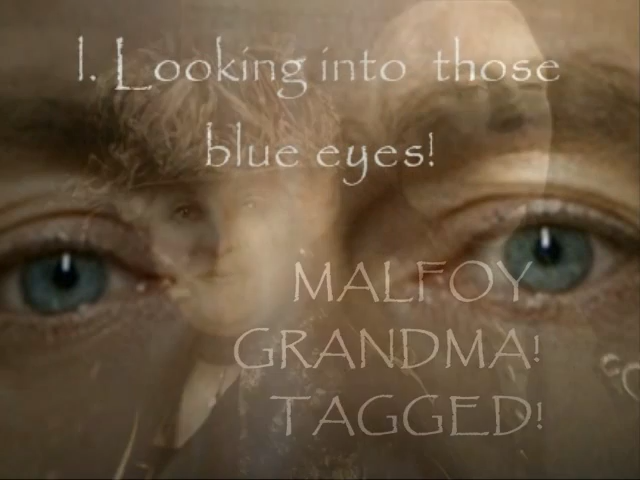 1. Looking into those
blue eyes!
MALFOY
GRANDMA!
TAGGED!